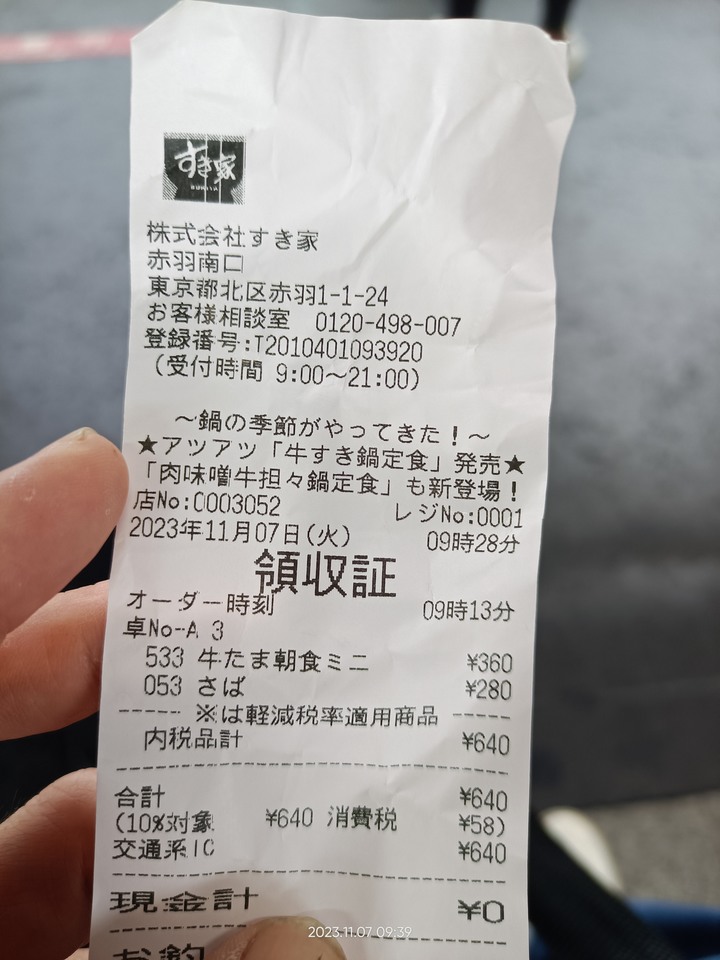 すき家
株式会社すき家
赤羽南口
東京都北区赤羽1-1-24
お客様相談室 0120-498-007
登録番号:T2010401093920
(受付時間 9:00～21:00)
～鍋の季節がやってきた!～
★アツアツ「牛すき鍋定食」発売★
「肉味噌牛担々鍋定食」も新登場!
店No:0003052 レジNo:0001
2023年11月07日(火) 09時28分
領収証
オーダー時刻 09時13分
卓No-A 3
533 牛たま朝食ミニ ¥360
053 さば ¥280
------ ※は軽減税率適用商品 ------
内税品計 ¥640
合計 ¥640
(10%対象 ¥640 消費税 ¥58)
交通系IC ¥640
現金計 ¥0
お釣
2023.11.07 09:39